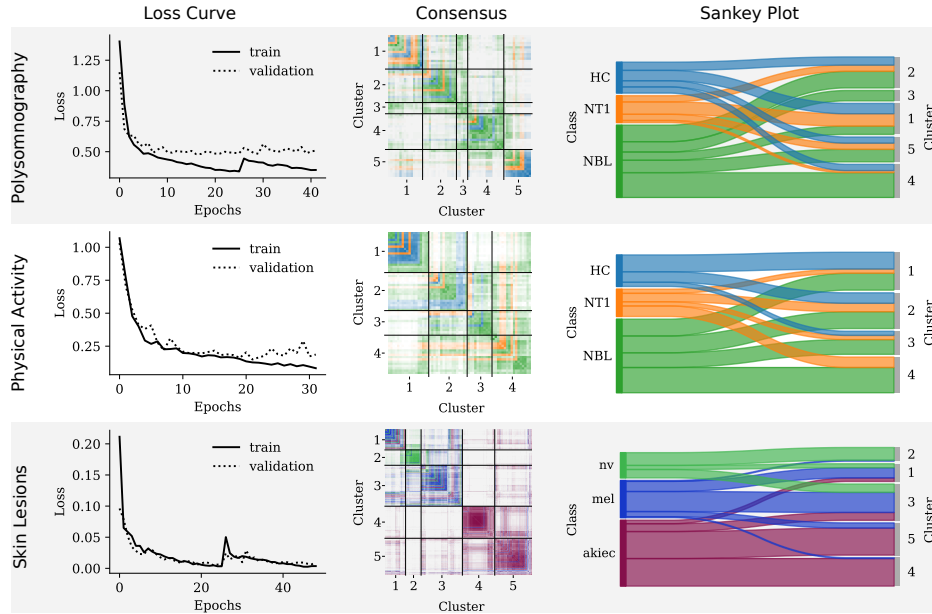 Loss Curve
Consensus
Sankey Plot
Polysomnography
Loss
1.25
1.00
0.75
0.50
0 10 20 30 40
Epochs
train
validation
Cluster
1
2
3
4
5
1 2 3 4 5
Cluster
Class
HC
NT1
NBL
2
3
1
5
4
Cluster
Physical Activity
Loss
1.00
0.75
0.50
0.25
0 10 20 30
Epochs
train
validation
Cluster
1
2
3
4
1 2 3 4
Cluster
Class
HC
NT1
NBL
1
2
3
4
Cluster
Skin Lesions
Loss
0.20
0.15
0.10
0.05
0.00
0 20 40
Epochs
train
validation
Cluster
1
2
3
4
5
1 2 3 4 5
Cluster
Class
nv
mel
akiec
2
1
3
5
4
Cluster